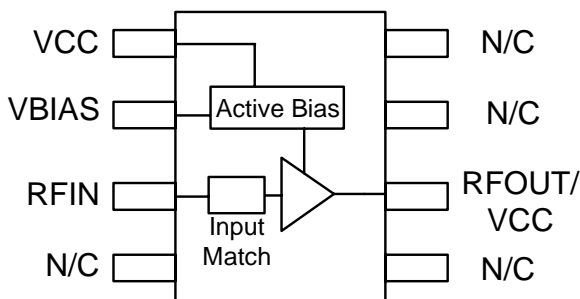 VCC
N/C
VBIAS
Active Bias
N/C
RFIN
Input
Match
RFOUT/
VCC
N/C
N/C